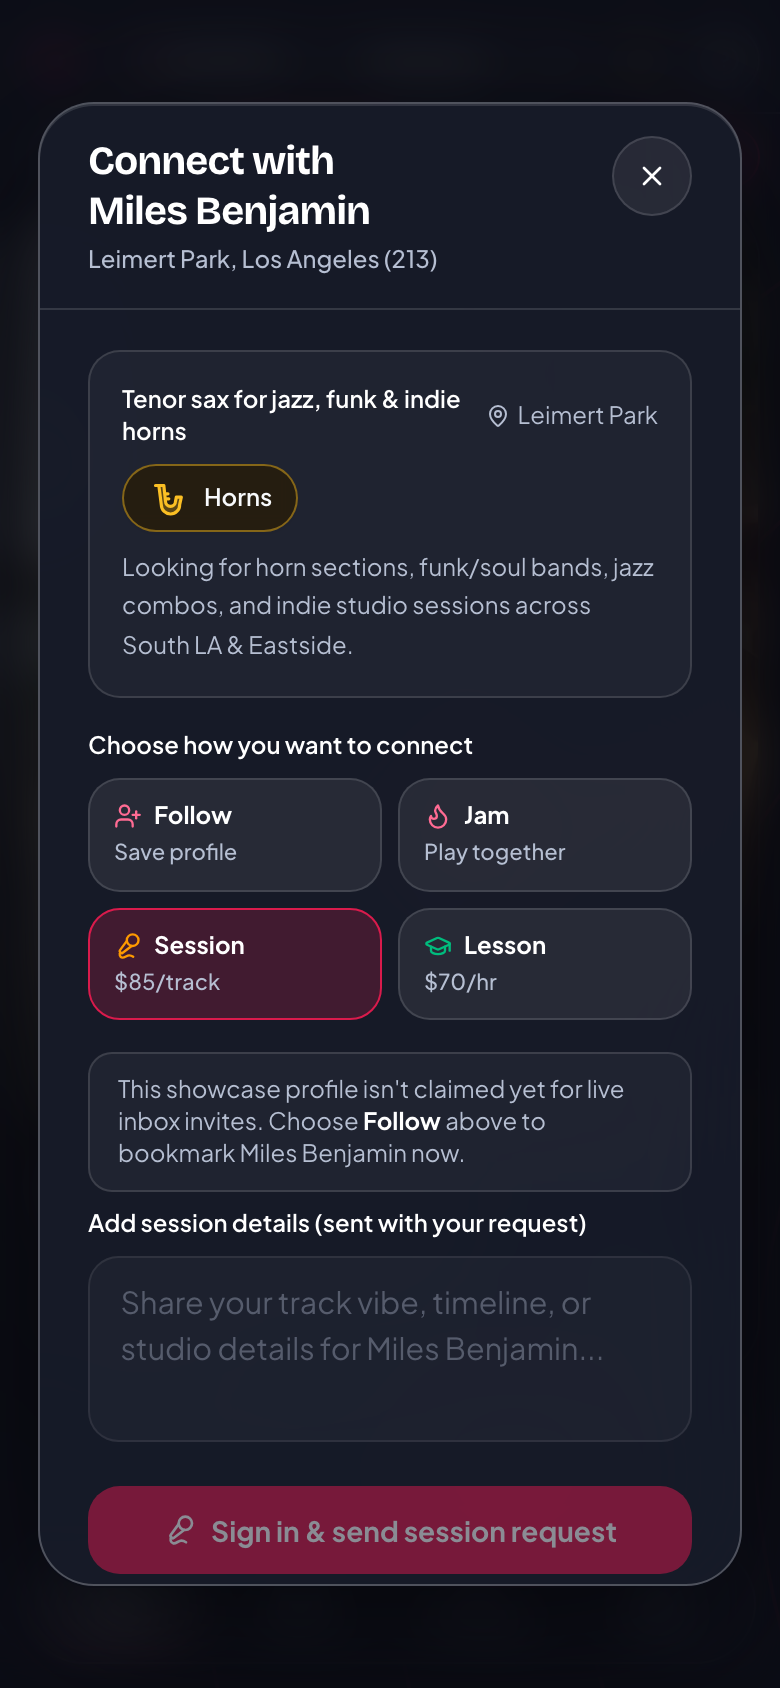 Connect with
Miles Benjamin
Leimert Park, Los Angeles (213)
Tenor sax for jazz, funk & indie
horns
Leimert Park
Horns
Looking for horn sections, funk/soul bands, jazz
combos, and indie studio sessions across
South LA & Eastside.
Choose how you want to connect
Follow
Save profile
Jam
Play together
Session
$85/track
Lesson
$70/hr
This showcase profile isn't claimed yet for live
inbox invites. Choose Follow above to
bookmark Miles Benjamin now.
Add session details (sent with your request)
Share your track vibe, timeline, or
studio details for Miles Benjamin...
Sign in & send session request